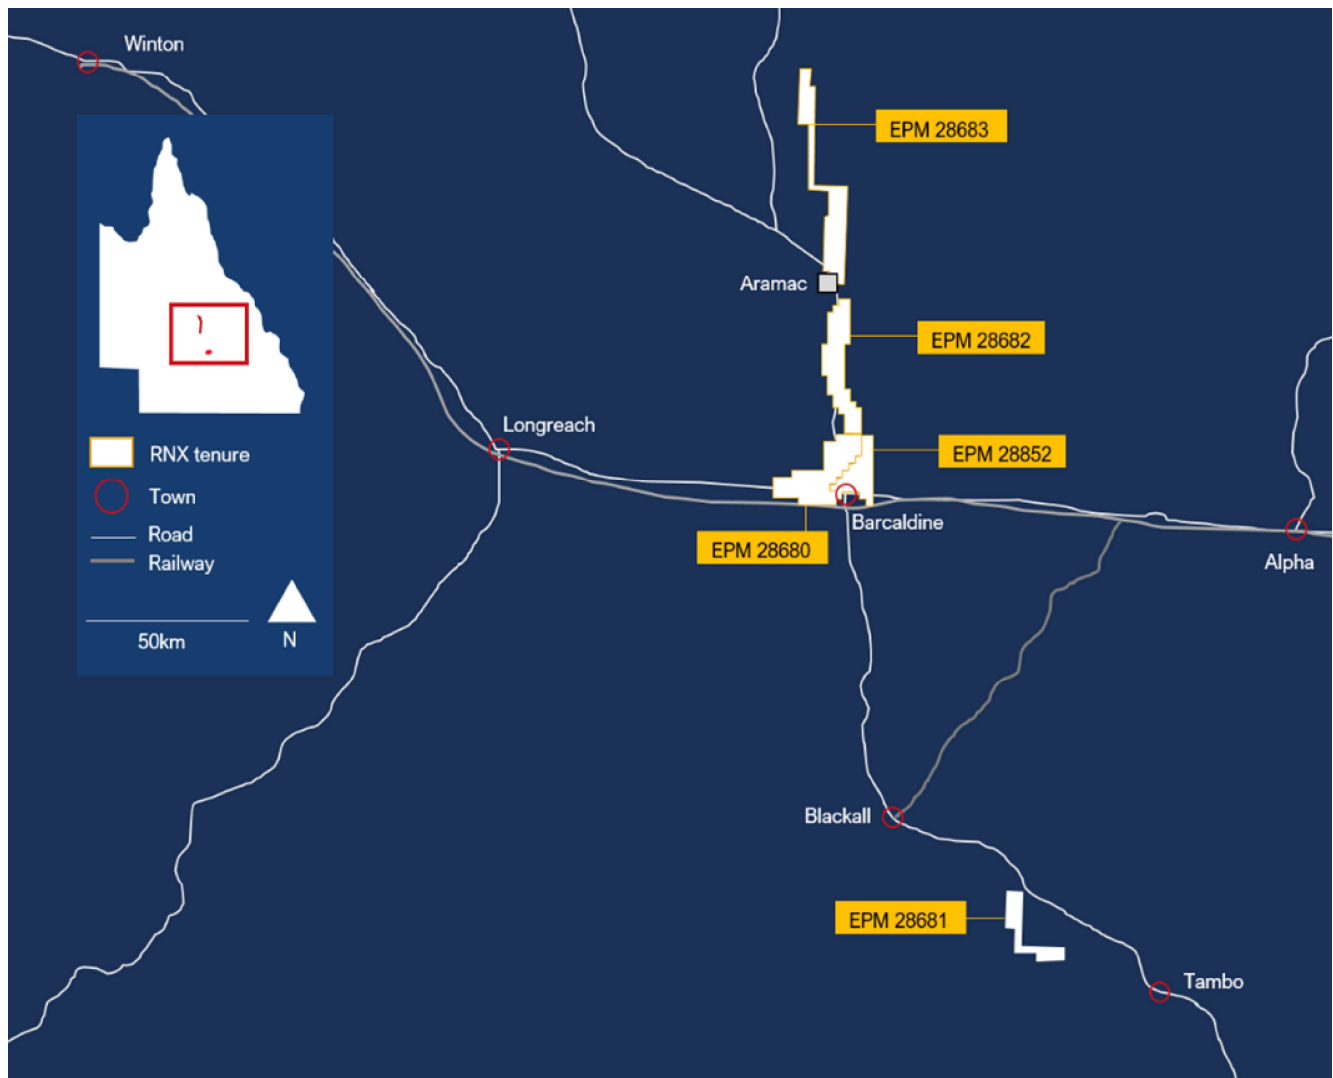 Winton
EPM 28683
Aramac
EPM 28682
Longreach
RNX tenure
EPM 28852
Town
Barcaldine
Road
EPM 28680
Railway
Alpha
50km
N
Blackall
EPM 28681
Tambo